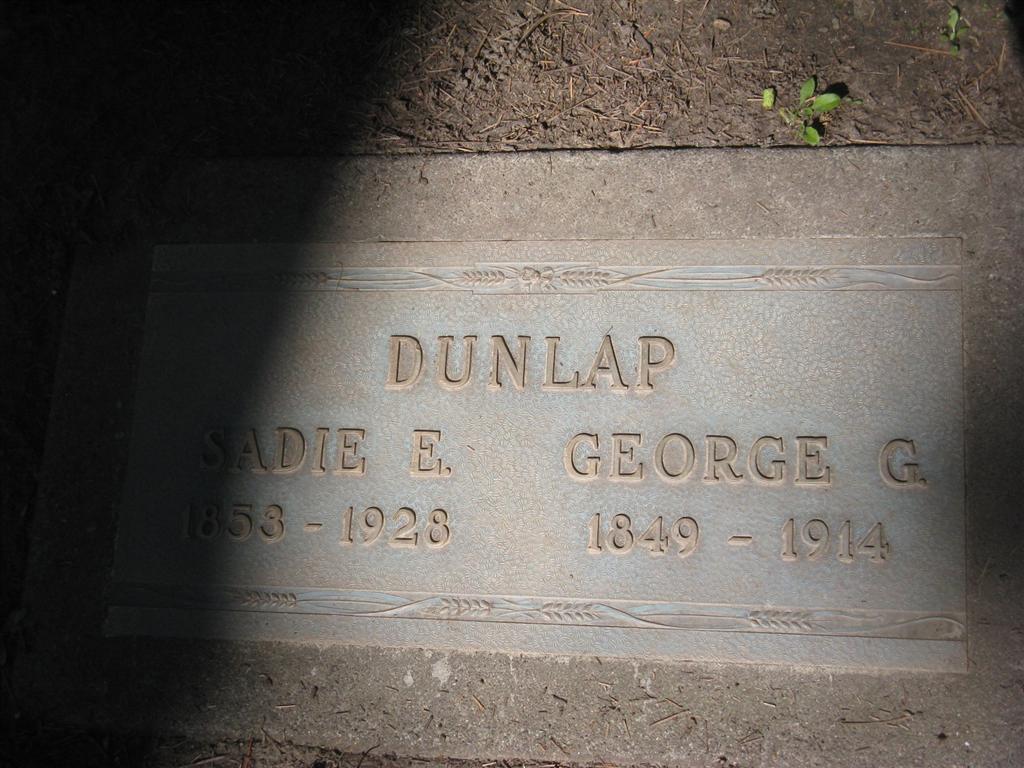 DUNLAP
SADIE E. GEORGE G.
1853 - 1928 1849 - 1914